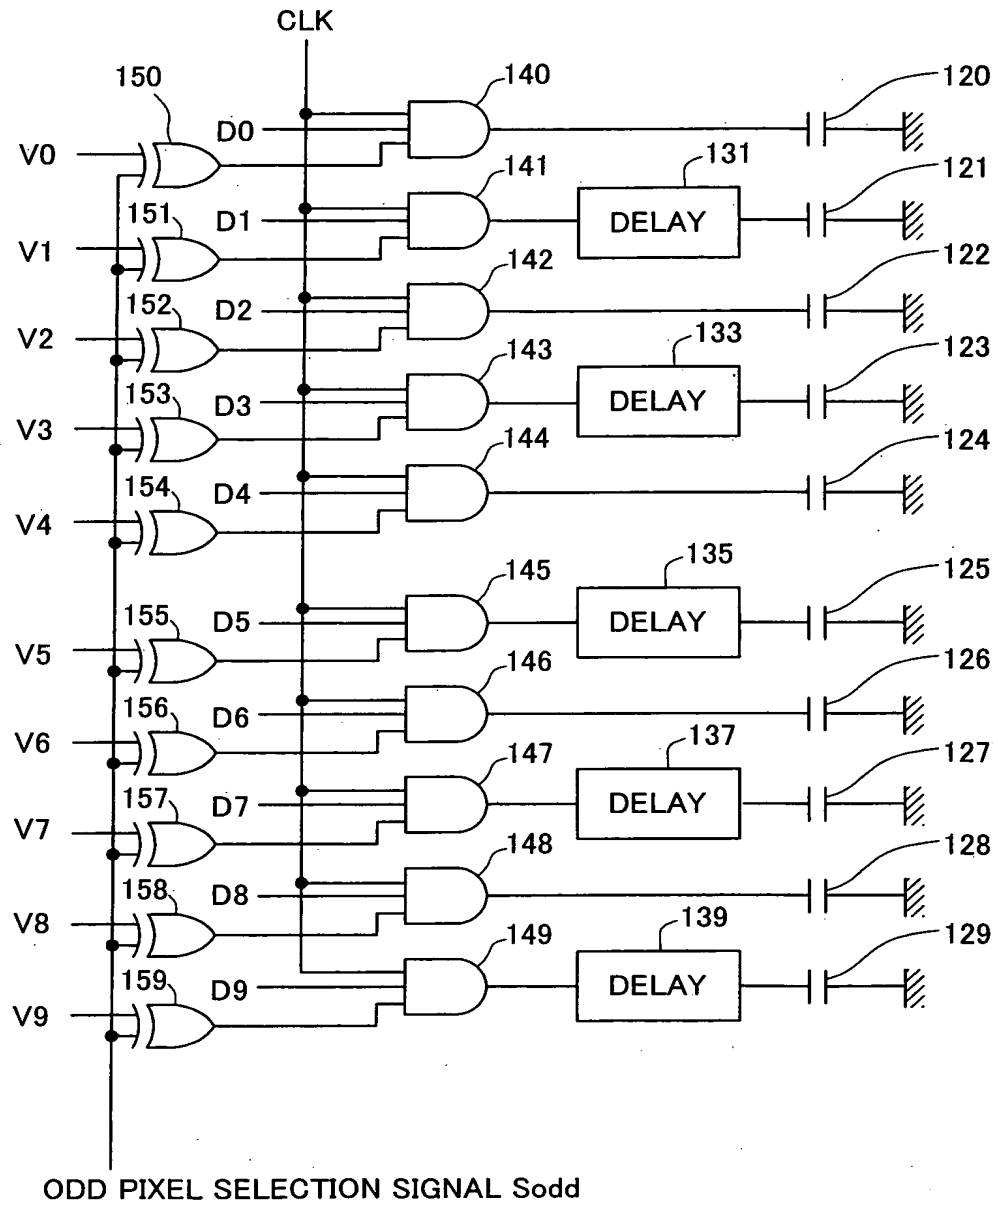 CLK
150
140
120
V0
D0
141
131
121
151
D1
DELAY
V1
142
122
152
D2
V2
143
133
123
153
D3
DELAY
V3
144
124
154
D4
V4
145
135
125
155
D5
DELAY
V5
146
126
156
D6
V6
147
137
127
157
D7
DELAY
V7
148
128
158
D8
V8
149
139
129
159
D9
DELAY
V9
ODD PIXEL SELECTION SIGNAL Sodd